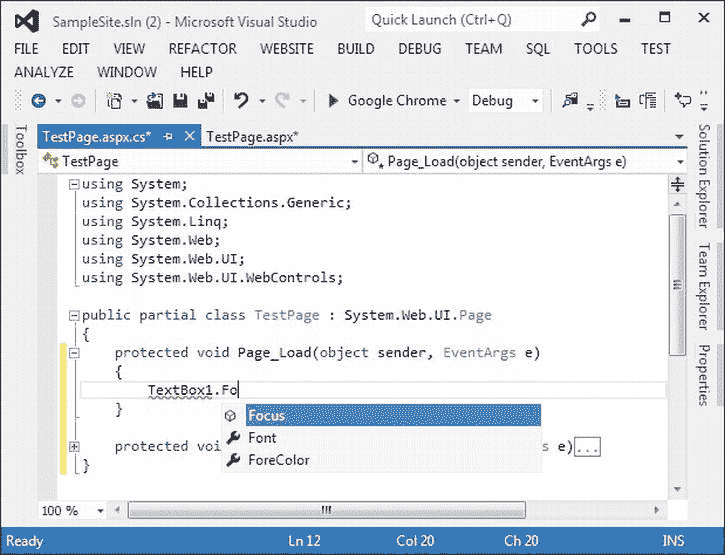 SampleSite.sln (2) - Microsoft Visual Studio
Quick Launch (Ctrl+Q)
FILE EDIT VIEW REFACTOR WEBSITE BUILD DEBUG TEAM SQL TOOLS TEST
ANALYZE WINDOW HELP
Google Chrome Debug
Toolbox
TestPage.aspx.cs* TestPage.aspx*
TestPage Page_Load(object sender, EventArgs e)
using System;
using System.Collections.Generic;
using System.Linq;
using System.Web;
using System.Web.UI;
using System.Web.UI.WebControls;
public partial class TestPage : System.Web.UI.Page
{
protected void Page_Load(object sender, EventArgs e)
{
TextBox1.Fo
}
Focus
Font
ForeColor
protected voi s e)...
}
Solution Explorer
Team Explorer
Properties
100 %
Ready Ln 12 Col 20 Ch 20 INS